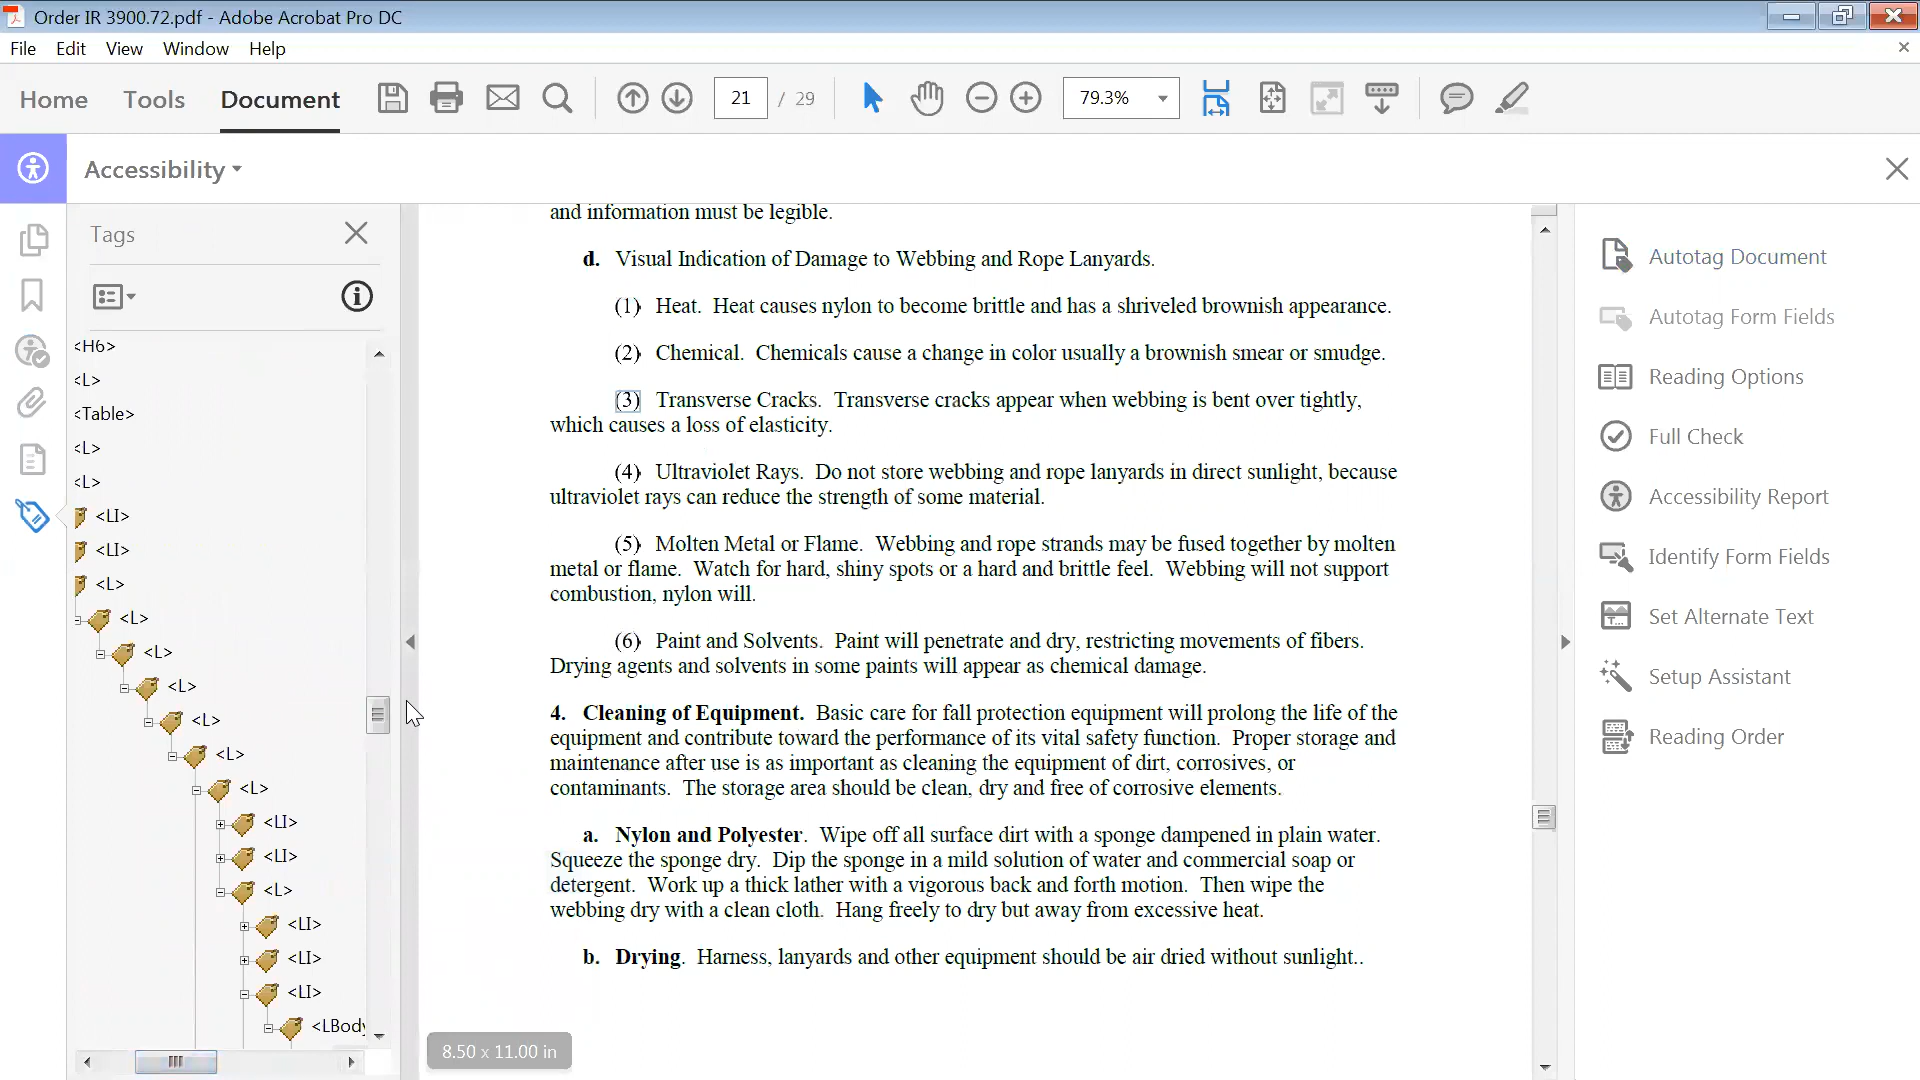 Order IR 3900.72.pdf - Adobe Acrobat Pro DC
File Edit View Window Help
Home Tools Document 21 / 29 79.3%
Accessibility
Tags
<H6>
<L>
<Table>
<L>
<L>
<LI>
<LI>
<L>
<L>
<L>
<L>
<L>
<L>
<L>
<LI>
<LI>
<L>
<LI>
<LI>
<LI>
<LBody
and information must be legible.
d. Visual Indication of Damage to Webbing and Rope Lanyards.
(1) Heat. Heat causes nylon to become brittle and has a shriveled brownish appearance.
(2) Chemical. Chemicals cause a change in color usually a brownish smear or smudge.
(3) Transverse Cracks. Transverse cracks appear when webbing is bent over tightly,
which causes a loss of elasticity.
(4) Ultraviolet Rays. Do not store webbing and rope lanyards in direct sunlight, because
ultraviolet rays can reduce the strength of some material.
(5) Molten Metal or Flame. Webbing and rope strands may be fused together by molten
metal or flame. Watch for hard, shiny spots or a hard and brittle feel. Webbing will not support
combustion, nylon will.
(6) Paint and Solvents. Paint will penetrate and dry, restricting movements of fibers.
Drying agents and solvents in some paints will appear as chemical damage.
4. Cleaning of Equipment. Basic care for fall protection equipment will prolong the life of the
equipment and contribute toward the performance of its vital safety function. Proper storage and
maintenance after use is as important as cleaning the equipment of dirt, corrosives, or
contaminants. The storage area should be clean, dry and free of corrosive elements.
a. Nylon and Polyester. Wipe off all surface dirt with a sponge dampened in plain water.
Squeeze the sponge dry. Dip the sponge in a mild solution of water and commercial soap or
detergent. Work up a thick lather with a vigorous back and forth motion. Then wipe the
webbing dry with a clean cloth. Hang freely to dry but away from excessive heat.
b. Drying. Harness, lanyards and other equipment should be air dried without sunlight..
8.50 x 11.00 in
Autotag Document
Autotag Form Fields
Reading Options
Full Check
Accessibility Report
Identify Form Fields
Set Alternate Text
Setup Assistant
Reading Order